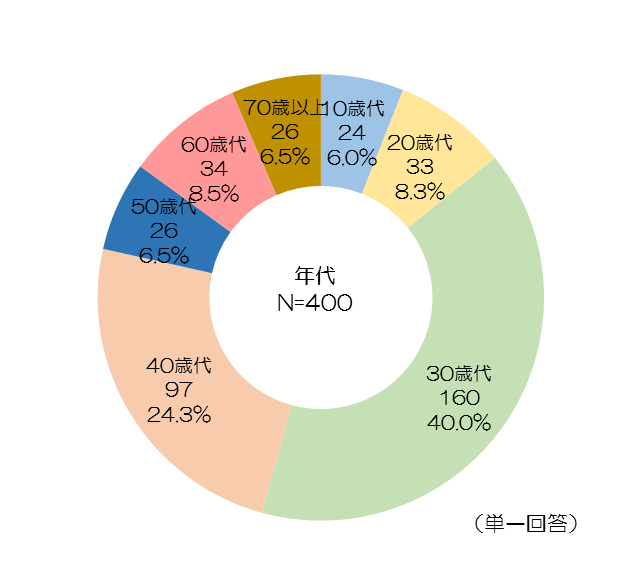 10歳代
24
6.0%
20歳代
33
8.3%
30歳代
160
40.0%
40歳代
97
24.3%
50歳代
26
6.5%
60歳代
34
8.5%
70歳以上
26
6.5%
年代
N=400
（単一回答）